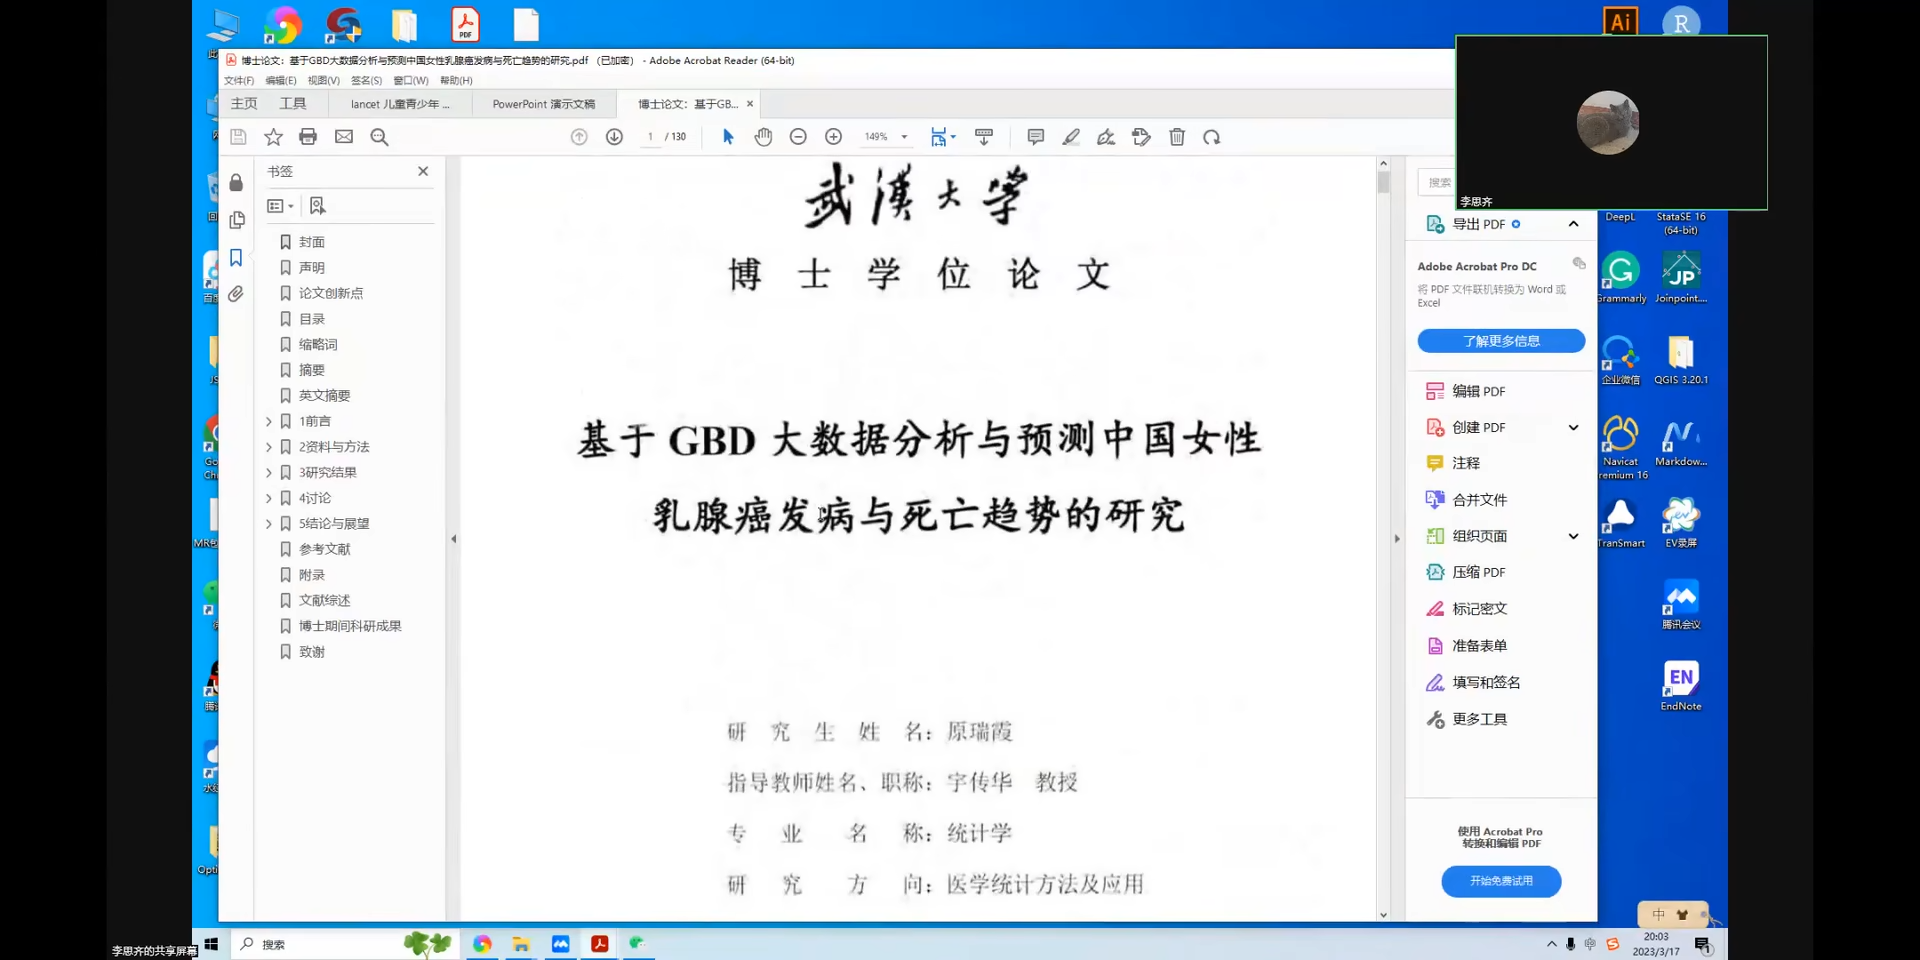 博士论文：基于GBD大数据分析与预测中国女性乳腺癌发病与死亡趋势的研究.pdf （已加密） - Adobe Acrobat Reader (64-bit)
文件(F) 编辑(E) 视图(V) 签名(S) 窗口(W) 帮助(H)
主页 工具 lancet 儿童青少年 ... PowerPoint 演示文稿 博士论文：基于GB...
1 / 130 149%
书签
封面
声明
论文创新点
目录
缩略词
摘要
英文摘要
1前言
2资料与方法
3研究结果
4讨论
5结论与展望
参考文献
附录
文献综述
博士期间科研成果
致谢
武漢大学
博士学位论文
基于 GBD 大数据分析与预测中国女性
乳腺癌发病与死亡趋势的研究
研究生姓名：原瑞霞
指导教师姓名、职称：宇传华 教授
专业名称：统计学
研究方向：医学统计方法及应用
搜索
导出 PDF
Adobe Acrobat Pro DC
将 PDF 文件联机转换为 Word 或
Excel
了解更多信息
编辑 PDF
创建 PDF
注释
合并文件
组织页面
压缩 PDF
标记密文
准备表单
填写和签名
更多工具
使用 Acrobat Pro
转换和编辑 PDF
开始免费试用
李思齐
Ai
R
PDF
DeepL
StataSE 16
(64-bit)
Grammarly
JP
Joinpoint....
企业微信
QGIS 3.20.1
Navicat
Premium 16
Markdow...
TranSmart
EV录屏
腾讯会议
EN
EndNote
中
李思齐的共享屏幕
搜索
中
20:03
2023/3/17